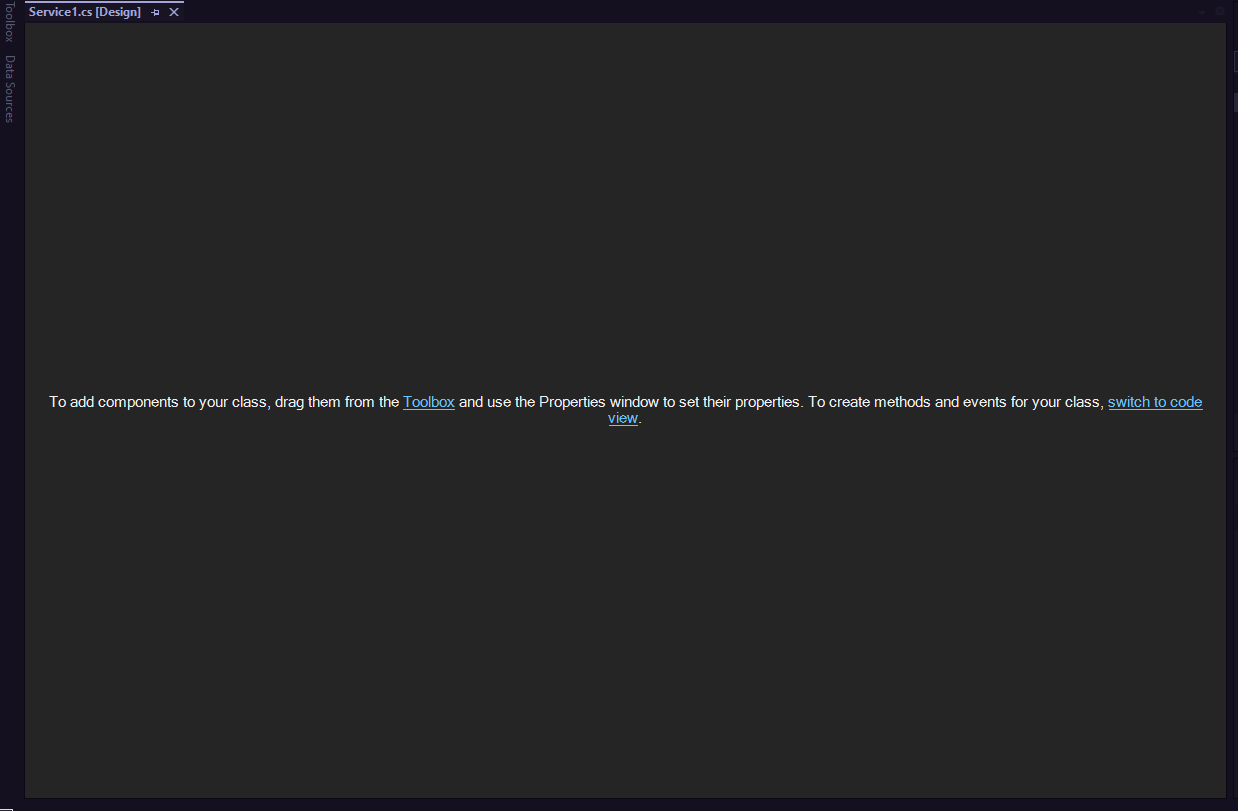 Toolbox
Data Sources
Service1.cs [Design]
To add components to your class, drag them from the Toolbox and use the Properties window to set their properties. To create methods and events for your class, switch to code
view.